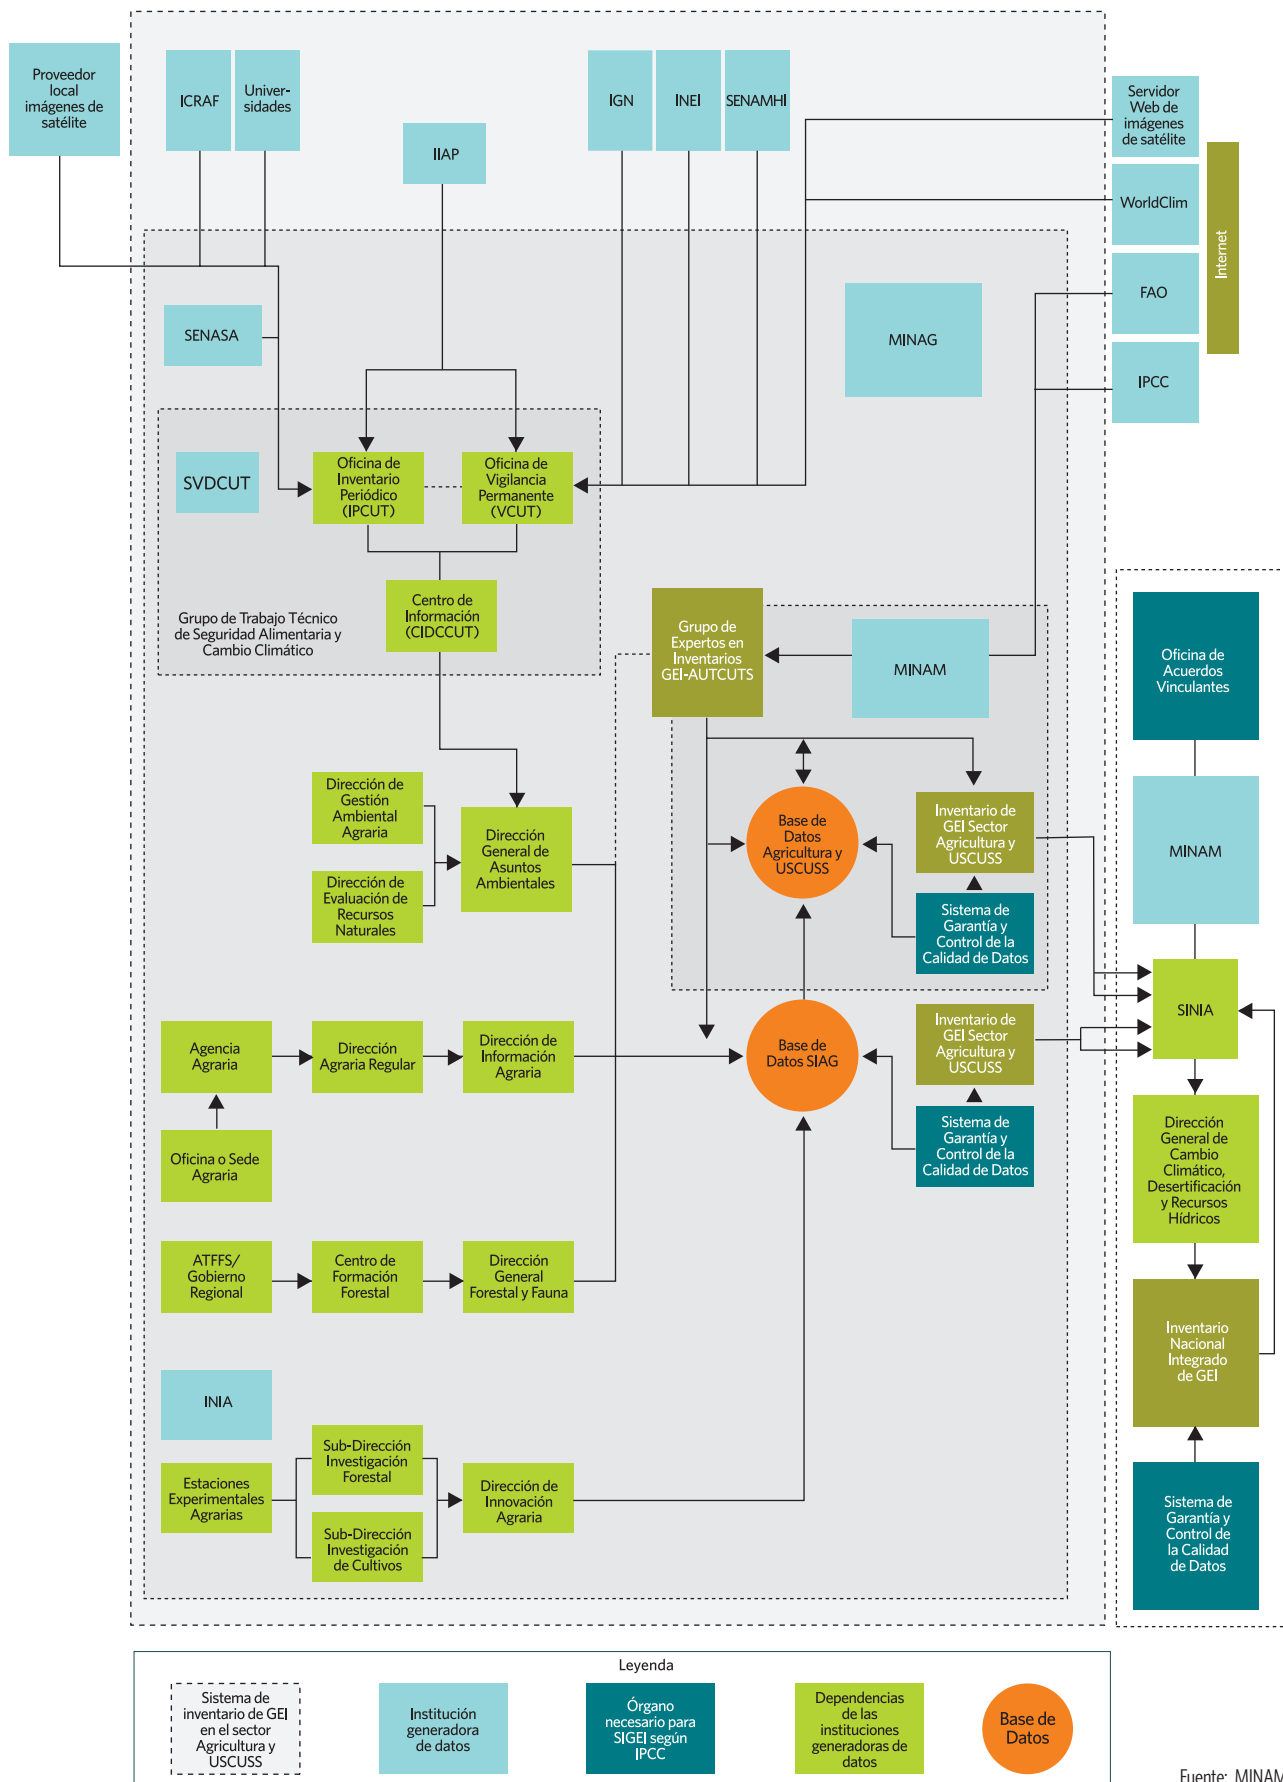 Proveedor
local
imágenes de
satélite
ICRAF
Univer-
sidades
IIAP
IGN
INEI
SENAMHI
Servidor
Web de
imágenes
de satélite
WorldClim
FAO
IPCC
Internet
SENASA
MINAG
SVDCUT
Oficina de
Inventario
Periódico
(IPCUT)
Oficina de
Vigilancia
Permanente
(VCUT)
Centro de
Información
(CIDCCUT)
Grupo de Trabajo Técnico
de Seguridad Alimentaria y
Cambio Climático
Grupo de
Expertos en
Inventarios
GEI-AUTCUTS
MINAM
Oficina de
Acuerdos
Vinculantes
MINAM
Dirección de
Gestión
Ambiental
Agraria
Dirección de
Evaluación de
Recursos
Naturales
Dirección
General de
Asuntos
Ambientales
Base de
Datos
Agricultura y
USCUSS
Inventario de
GEI Sector
Agricultura y
USCUSS
Sistema de
Garantía y
Control de la
Calidad de Datos
SINIA
Agencia
Agraria
Dirección
Agraria Regular
Dirección de
Información
Agraria
Base de
Datos SIAG
Inventario de
GEI Sector
Agricultura y
USCUSS
Sistema de
Garantía y
Control de la
Calidad de Datos
Oficina o Sede
Agraria
Dirección
General de
Cambio
Climático,
Desertificación
y Recursos
Hídricos
ATFFS/
Gobierno
Regional
Centro de
Formación
Forestal
Dirección
General
Forestal y Fauna
Inventario
Nacional
Integrado
de GEI
INIA
Estaciones
Experimentales
Agrarias
Sub-Dirección
Investigación
Forestal
Sub-Dirección
Investigación
de Cultivos
Dirección de
Innovación
Agraria
Sistema de
Garantía y
Control de
la Calidad
de Datos
Leyenda
Sistema de
inventario de GEI
en el sector
Agricultura y
USCUSS
Institución
generadora
de datos
Órgano
necesario para
SIGEI según
IPCC
Dependencias
de las
instituciones
generadoras de
datos
Base de
Datos
Fuente: MINAM